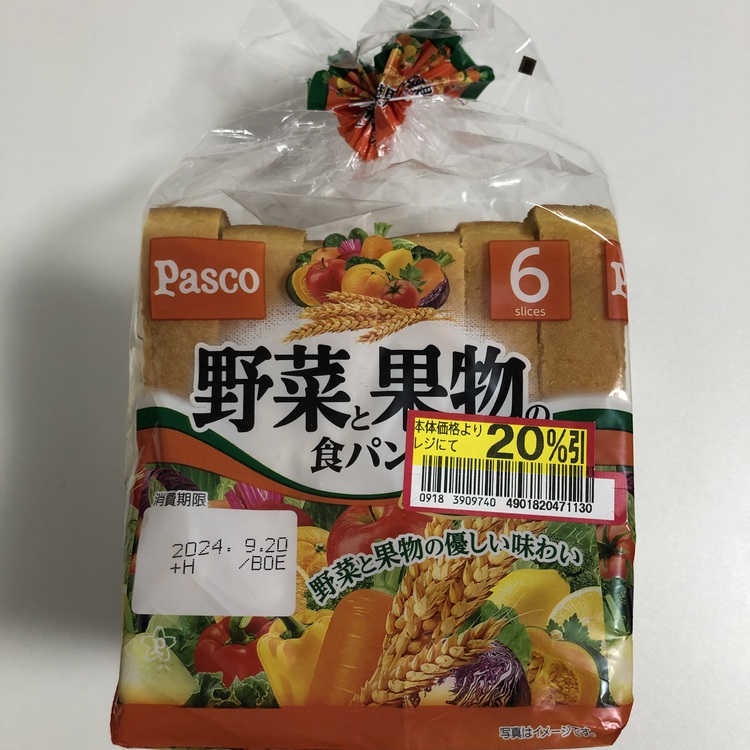 Pasco
6
slices
野菜と果物の
食パン
本体価格より
レジにて
20%引
0918 3909740 4901820471130
消費期限
2024. 9.20
+H /BOE
野菜と果物の優しい味わい
写真はイメージです。